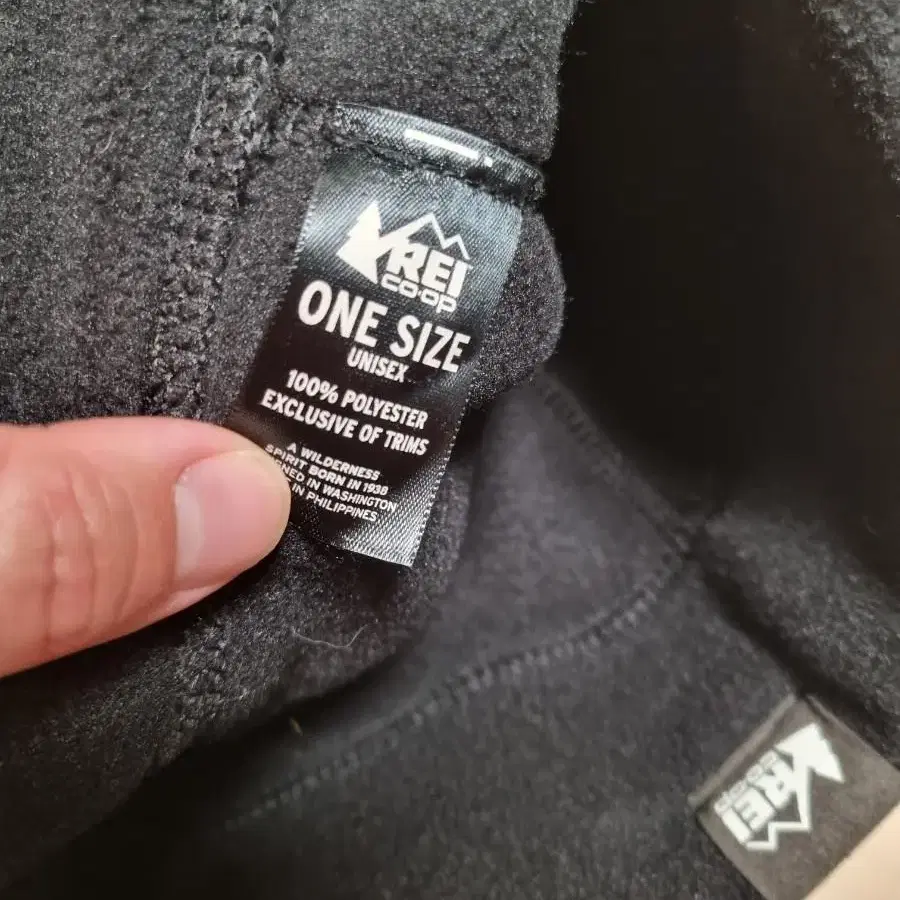 REI
CO·OP
ONE SIZE
UNISEX
100% POLYESTER
EXCLUSIVE OF TRIMS
A WILDERNESS
SPIRIT BORN IN 1938
NED IN WASHINGTON
IN PHILIPPINES
REI
CO·OP